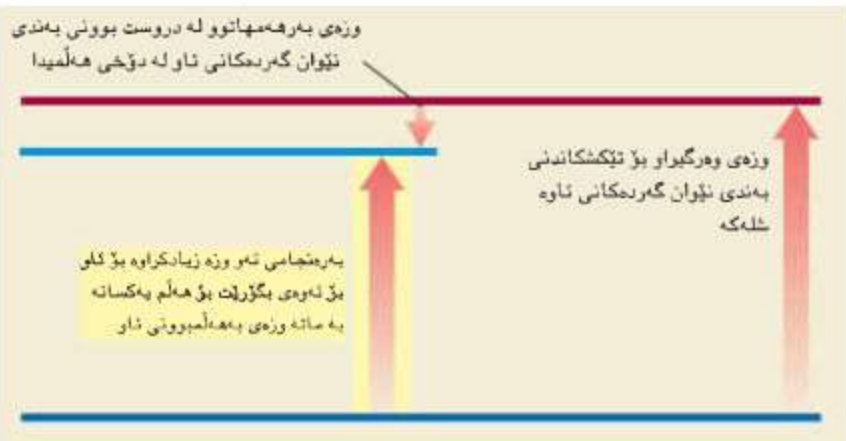 وزەی بەرهەمهاتوو لە دروست بوونی بەندی
نێوان گەردەکانی ئاو لە دۆخی هەڵمیدا
وزەی وەرگیراو بۆ تێکشکاندنی
بەندی نێوان گەردەکانی ئاوە
شلەکە
بەرەنجامی ئەو وزە زیادکراوە بۆ ئاو
بۆ ئەوەی بگۆڕێت بۆ هەڵم یەکسانە
بە ماتە وزەی بەهەڵمبوونی ئاو